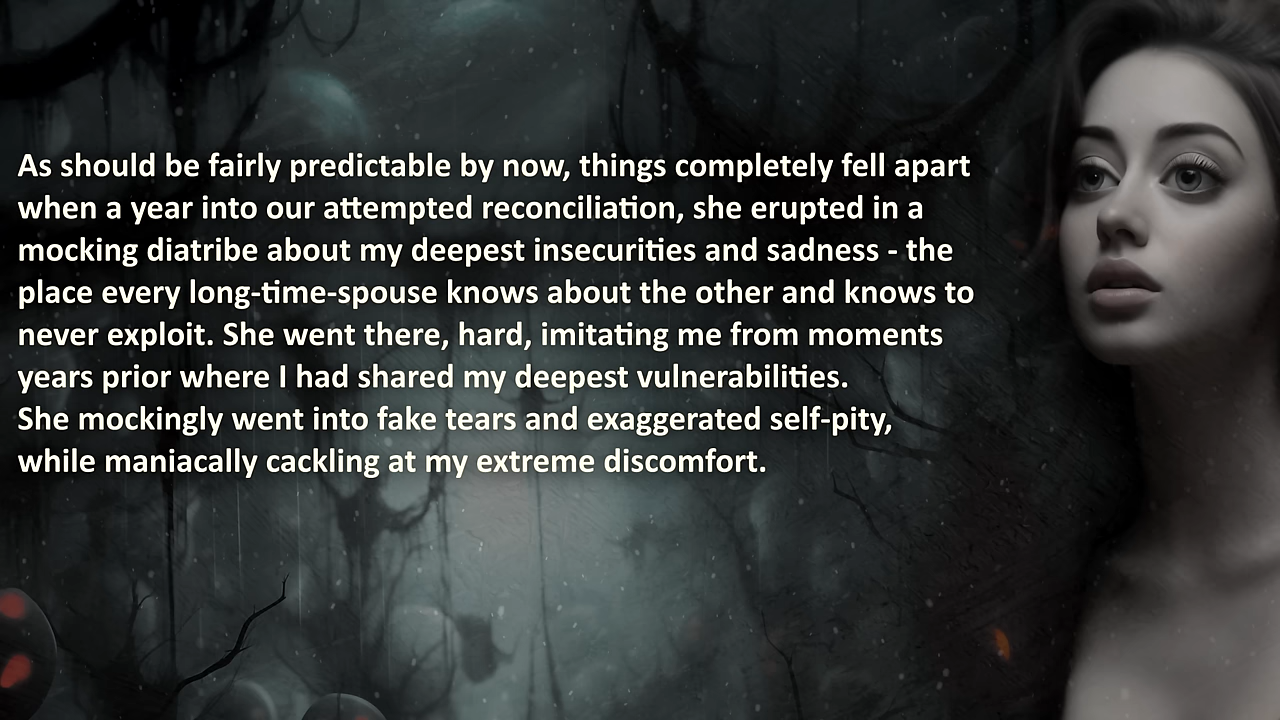 As should be fairly predictable by now, things completely fell apart
when a year into our attempted reconciliation, she erupted in a
mocking diatribe about my deepest insecurities and sadness - the
place every long-time-spouse knows about the other and knows to
never exploit. She went there, hard, imitating me from moments
years prior where I had shared my deepest vulnerabilities.
She mockingly went into fake tears and exaggerated self-pity,
while maniacally cackling at my extreme discomfort.